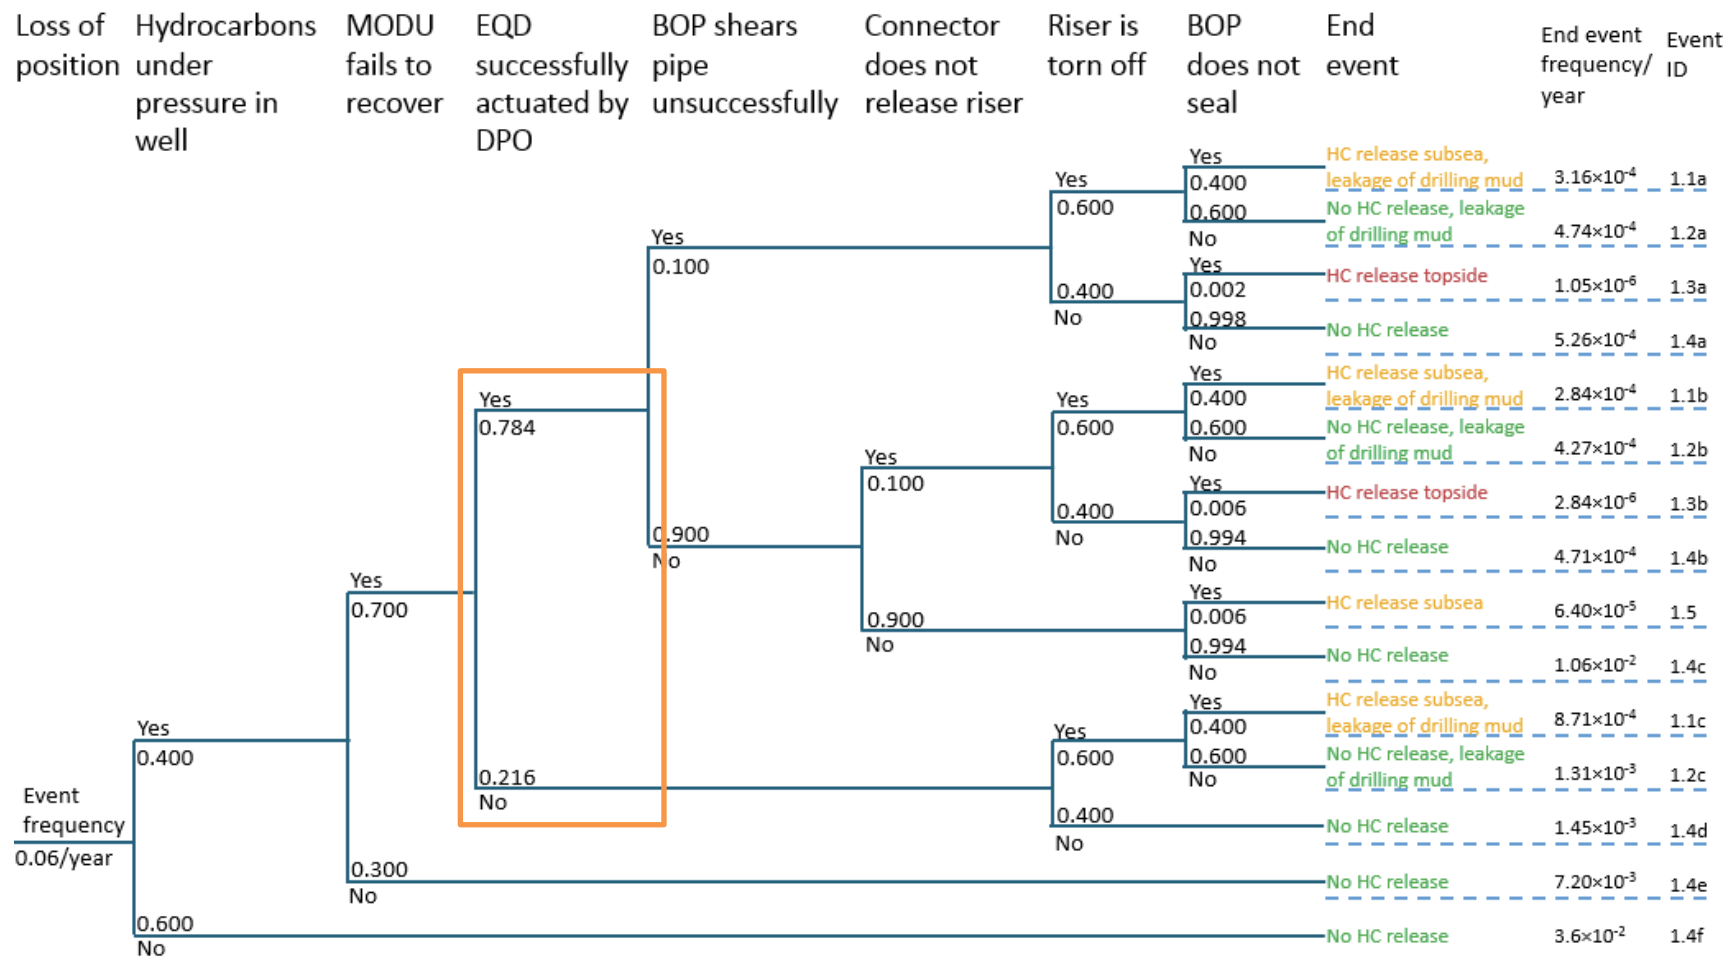 Loss of
position
Hydrocarbons
under
pressure in
well
MODU
fails to
recover
EQD
successfully
actuated by
DPO
BOP shears
pipe
unsuccessfully
Connector
does not
release riser
Riser is
torn off
BOP
does not
seal
End
event
End event
frequency/
year
Event
ID
Yes
0.400
HC release subsea,
leakage of drilling mud
3.16×10-4
1.1a
Yes
0.600
0.600
No
No HC release, leakage
of drilling mud
4.74×10-4
1.2a
Yes
0.100
Yes
0.002
HC release topside
1.05×10-6
1.3a
0.400
No
0.998
No
No HC release
5.26×10-4
1.4a
Yes
0.784
Yes
0.400
HC release subsea,
leakage of drilling mud
2.84×10-4
1.1b
Yes
0.600
0.600
No
No HC release, leakage
of drilling mud
4.27×10-4
1.2b
Yes
0.100
Yes
0.006
HC release topside
2.84×10-6
1.3b
0.400
No
0.994
No
No HC release
4.71×10-4
1.4b
0.900
No
Yes
0.700
Yes
0.006
HC release subsea
6.40×10-5
1.5
0.900
No
0.994
No
No HC release
1.06×10-2
1.4c
Yes
0.400
Yes
0.400
HC release subsea,
leakage of drilling mud
8.71×10-4
1.1c
Yes
0.600
0.600
No
No HC release, leakage
of drilling mud
1.31×10-3
1.2c
0.216
No
0.400
No
No HC release
1.45×10-3
1.4d
Event
frequency
0.06/year
0.300
No
No HC release
7.20×10-3
1.4e
0.600
No
No HC release
3.6×10-2
1.4f